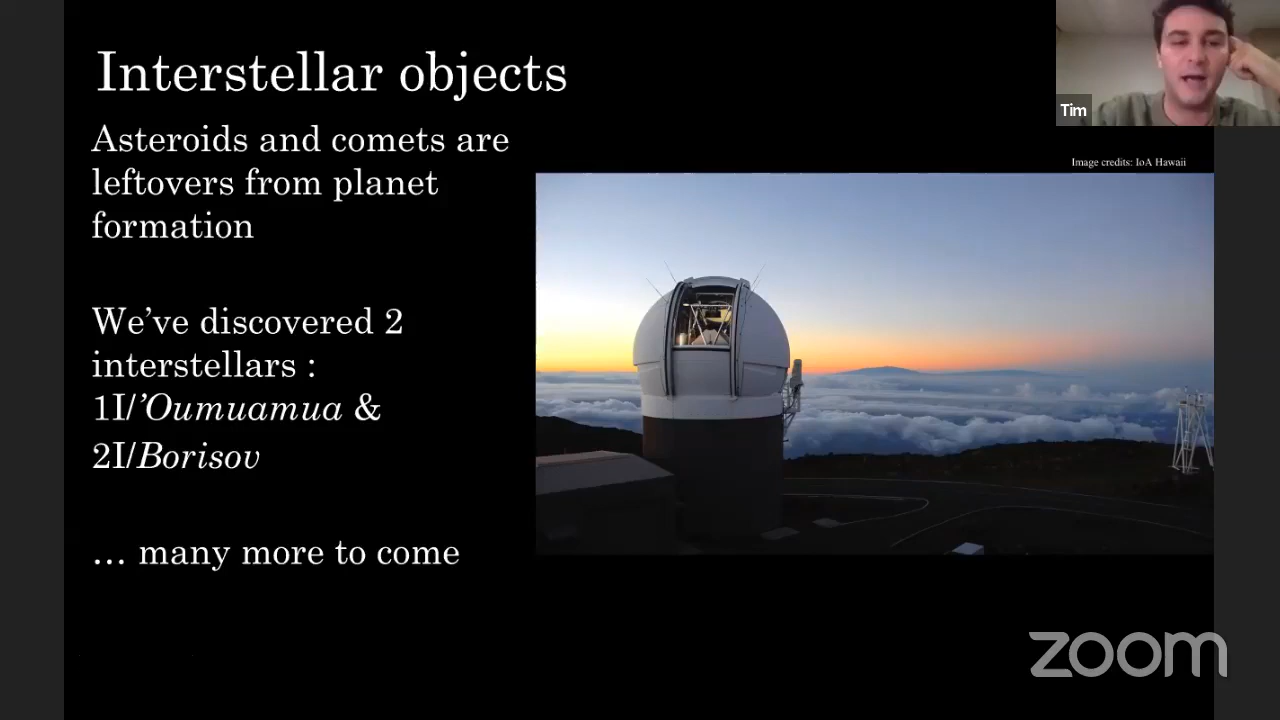 Interstellar objects
Asteroids and comets are
leftovers from planet
formation
We’ve discovered 2
interstellars :
1I/’Oumuamua &
2I/Borisov
... many more to come
Tim
Image credits: IoA Hawaii
zoom